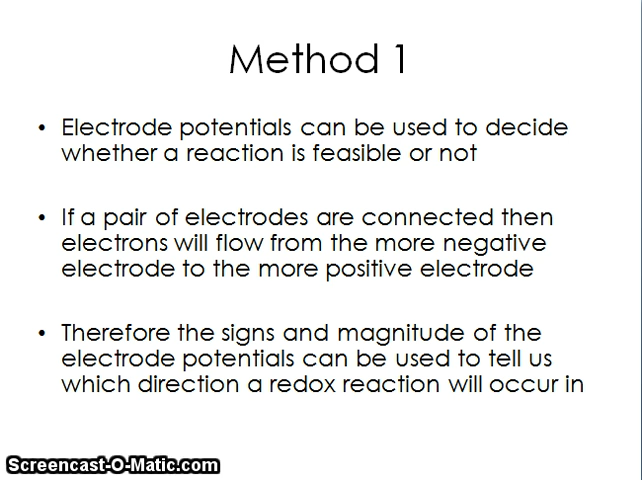 Method 1
• Electrode potentials can be used to decide
whether a reaction is feasible or not
• If a pair of electrodes are connected then
electrons will flow from the more negative
electrode to the more positive electrode
• Therefore the signs and magnitude of the
electrode potentials can be used to tell us
which direction a redox reaction will occur in
Screencast-O-Matic.com